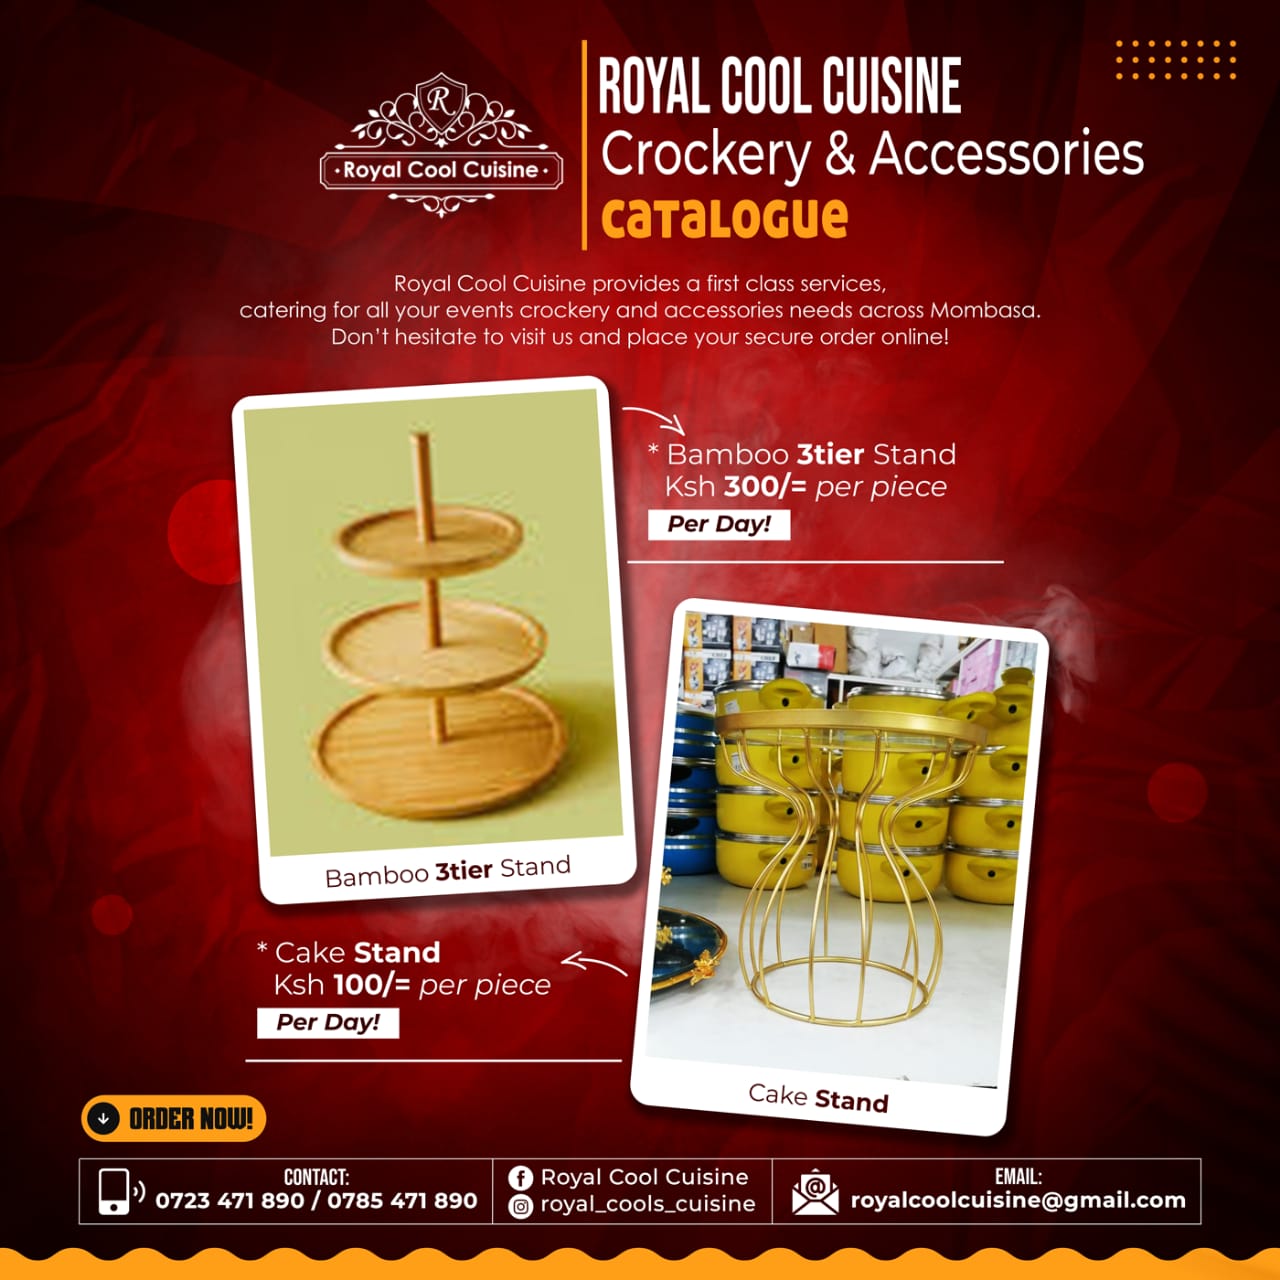 R
Royal Cool Cuisine
ROYAL COOL CUISINE
Crockery & Accessories
CATALOGUE
Royal Cool Cuisine provides a first class services,
catering for all your events crockery and accessories needs across Mombasa.
Don't hesitate to visit us and place your secure order online!
* Bamboo 3tier Stand
Ksh 300/= per piece
Per Day!
Bamboo 3tier Stand
* Cake Stand
Ksh 100/= per piece
Per Day!
Cake Stand
ORDER NOW!
CONTACT:
0723 471 890 / 0785 471 890
Royal Cool Cuisine
royal_cools_cuisine
EMAIL:
royalcoolcuisine@gmail.com